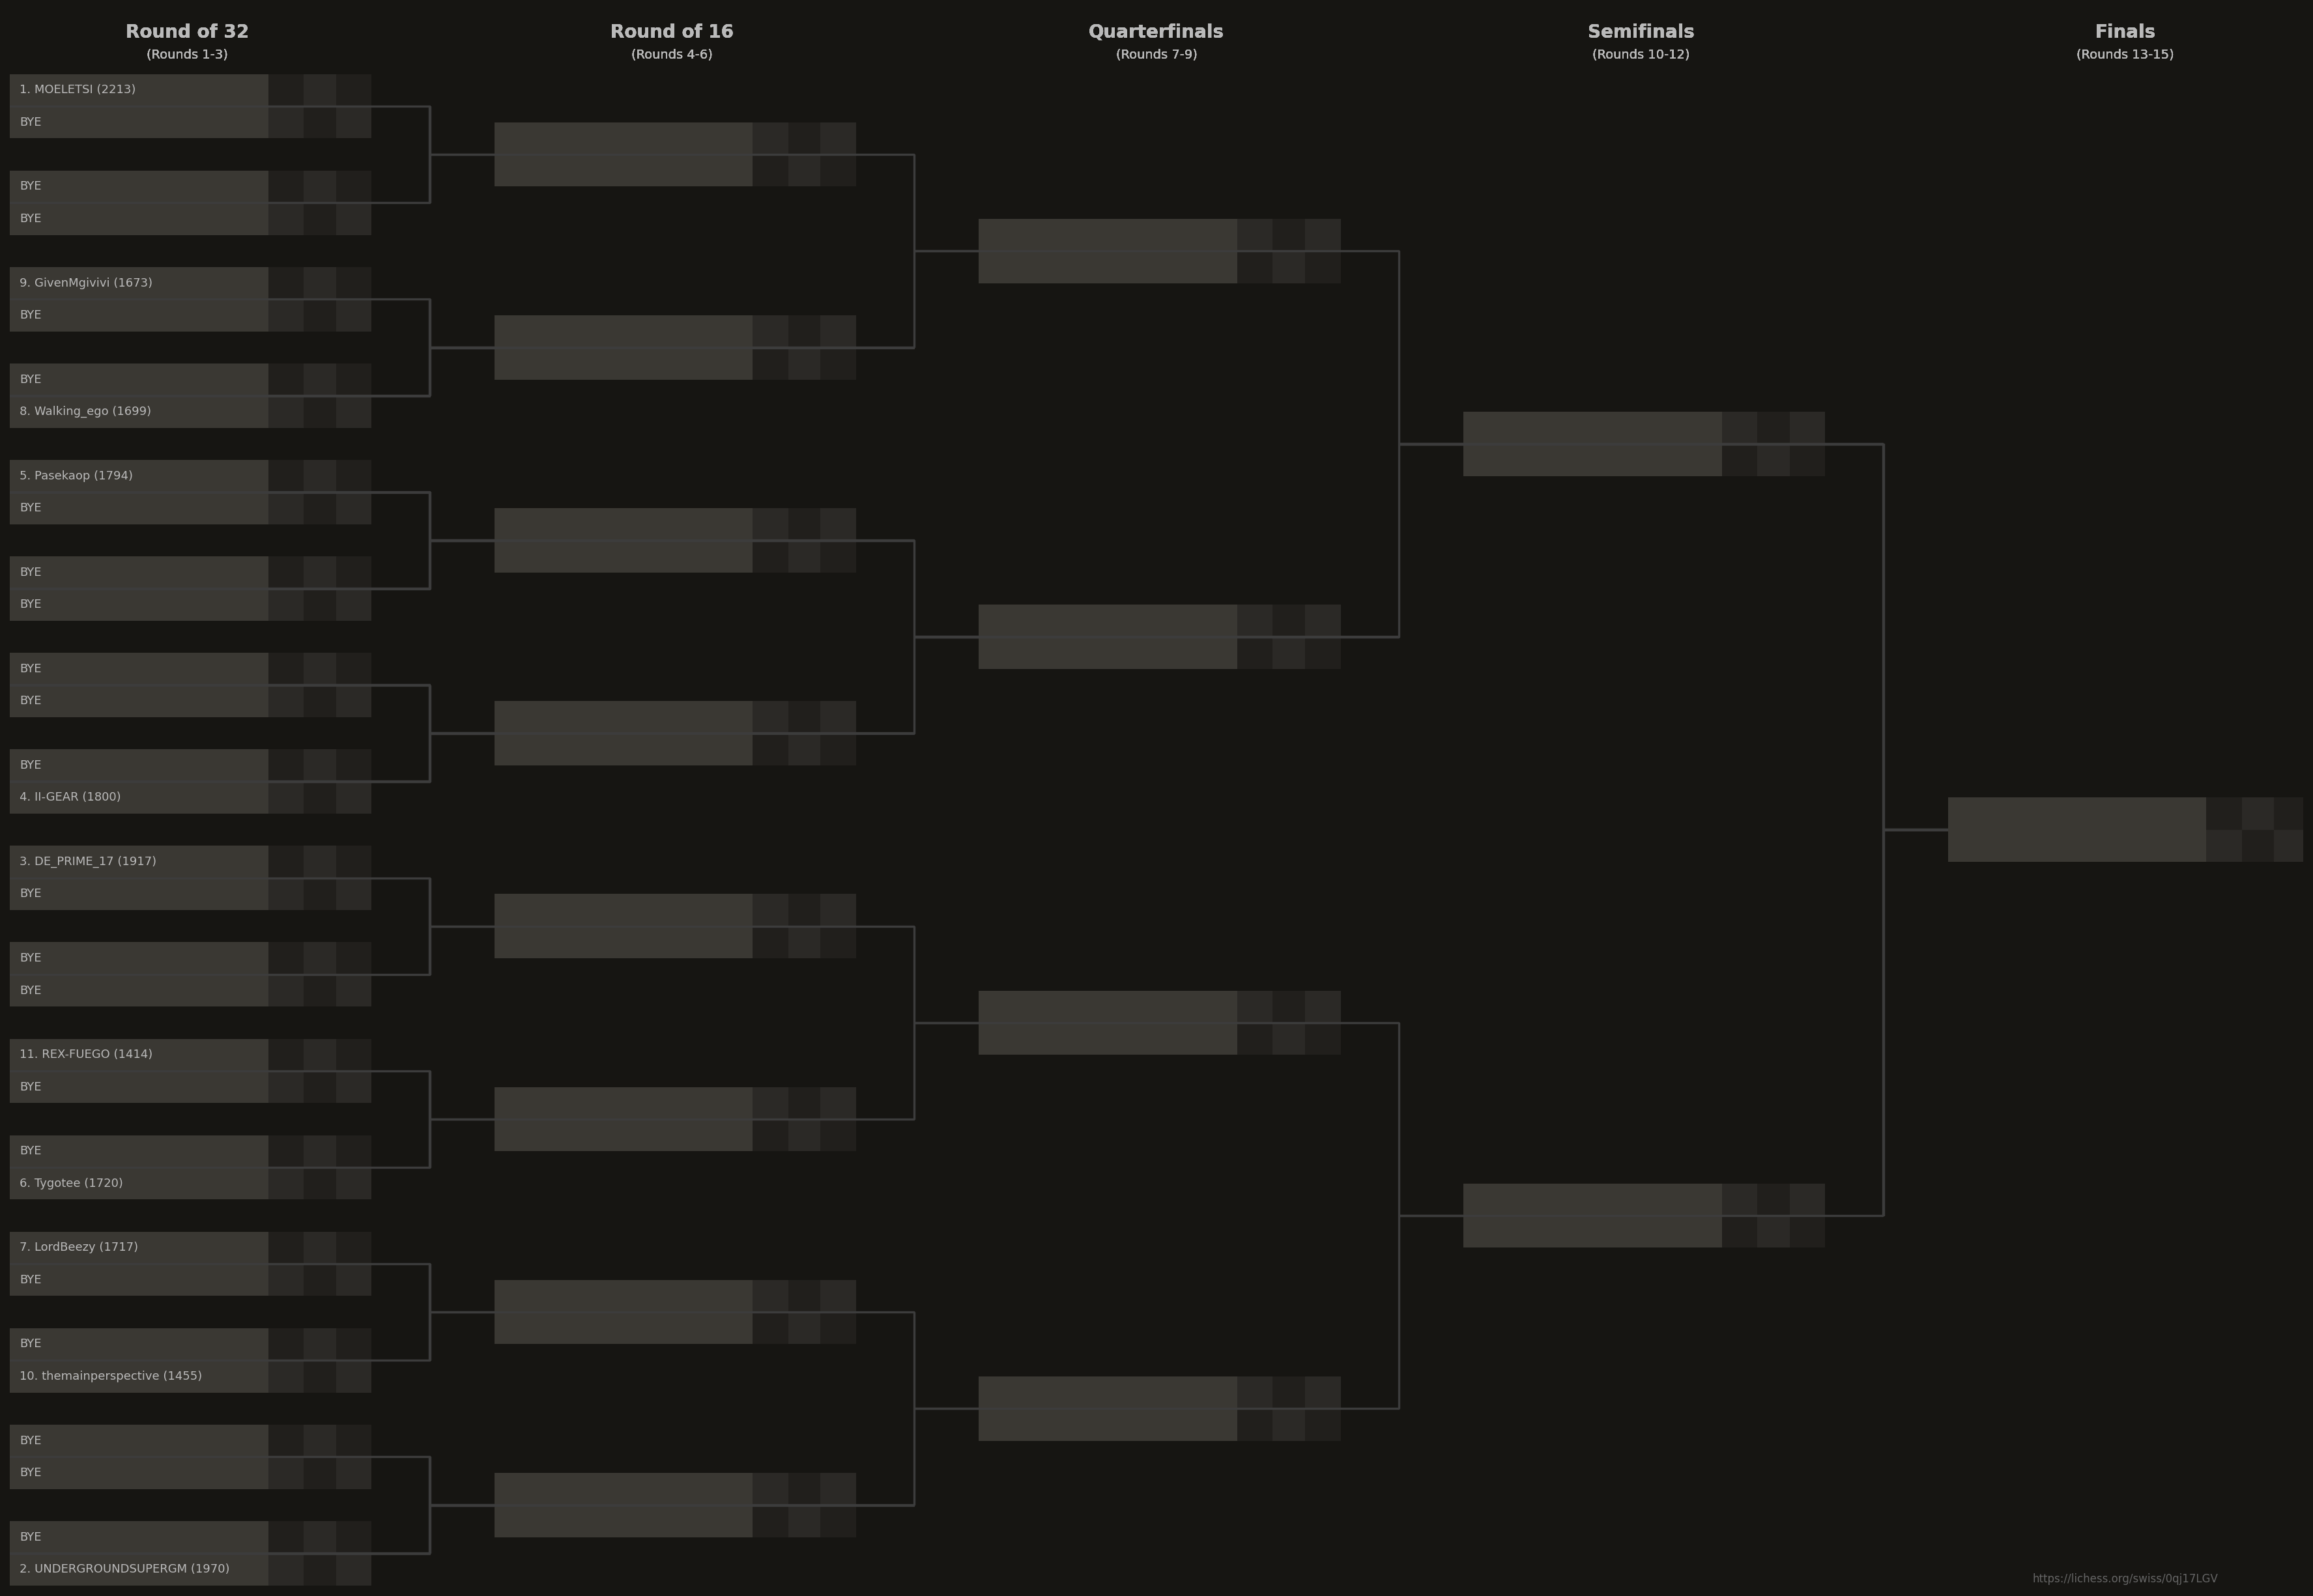 Round of 32
(Rounds 1-3)
Round of 16
(Rounds 4-6)
Quarterfinals
(Rounds 7-9)
Semifinals
(Rounds 10-12)
Finals
(Rounds 13-15)
1. MOELETSI (2213)
BYE
BYE
BYE
9. GivenMgivivi (1673)
BYE
BYE
8. Walking_ego (1699)
5. Pasekaop (1794)
BYE
BYE
BYE
BYE
BYE
BYE
4. II-GEAR (1800)
3. DE_PRIME_17 (1917)
BYE
BYE
BYE
11. REX-FUEGO (1414)
BYE
BYE
6. Tygotee (1720)
7. LordBeezy (1717)
BYE
BYE
10. themainperspective (1455)
BYE
BYE
BYE
2. UNDERGROUNDSUPERGM (1970)
https://lichess.org/swiss/0qj17LGV